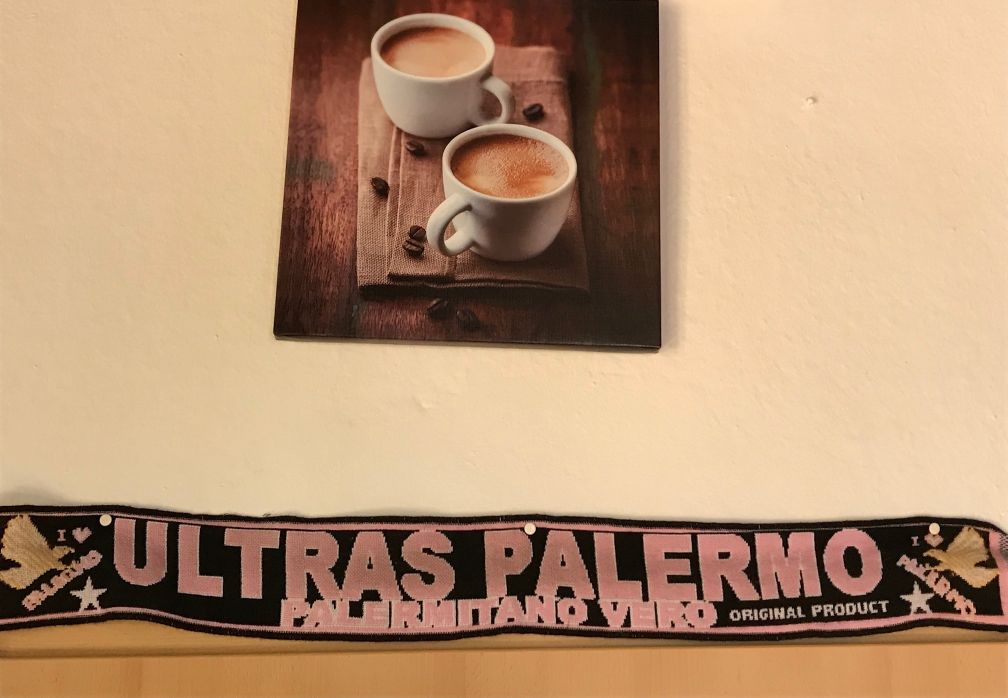 I
PALERMO
ULTRAS PALERMO
PALERMITANO VERO
ORIGINAL PRODUCT
I
PALERMO